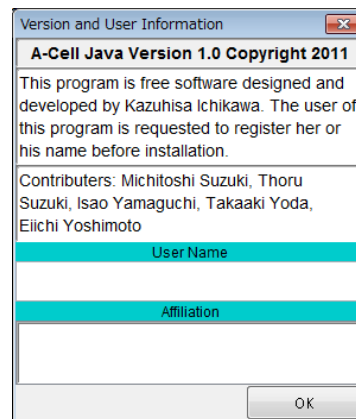 Version and User Information
A-Cell Java Version 1.0 Copyright 2011
This program is free software designed and
developed by Kazuhisa Ichikawa. The user of
this program is requested to register her or
his name before installation.
Contributers: Michitoshi Suzuki, Thoru
Suzuki, Isao Yamaguchi, Takaaki Yoda,
Eiichi Yoshimoto
User Name
Affiliation
OK